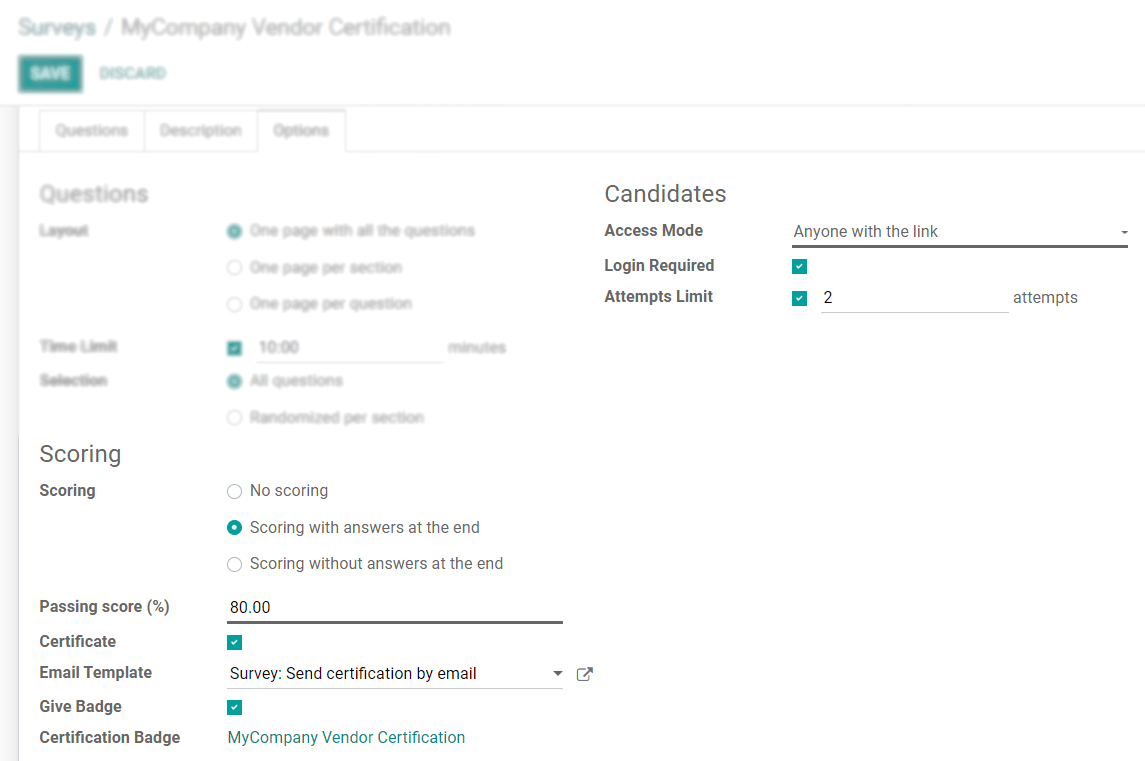 Surveys / MyCompany Vendor Certification
SAVE DISCARD
Questions Description Options
Questions
Layout One page with all the questions
One page per section
One page per question
Time Limit 10:00 minutes
Selection All questions
Randomized per section
Candidates
Access Mode Anyone with the link
Login Required
Attempts Limit 2 attempts
Scoring
Scoring No scoring
Scoring with answers at the end
Scoring without answers at the end
Passing score (%) 80.00
Certificate
Email Template Survey: Send certification by email
Give Badge
Certification Badge MyCompany Vendor Certification